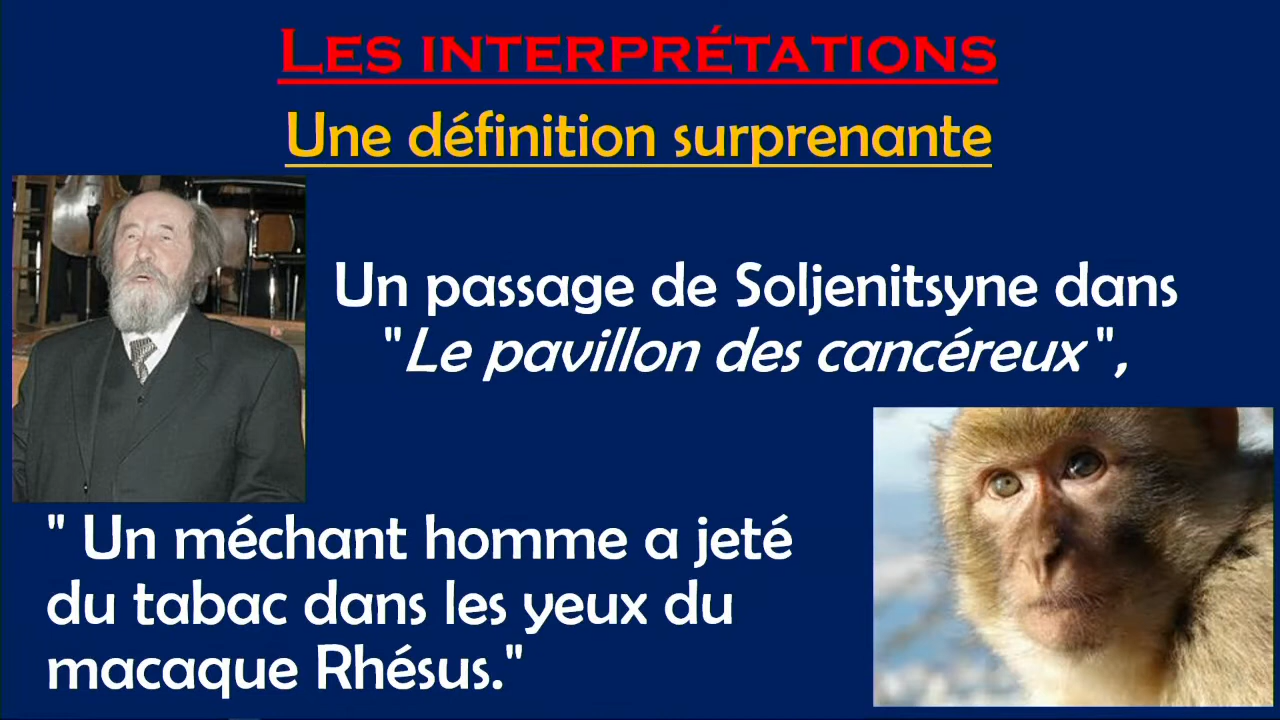 LES INTERPRÉTATIONS
Une définition surprenante
Un passage de Soljenitsyne dans
"Le pavillon des cancéreux",
" Un méchant homme a jeté
du tabac dans les yeux du
macaque Rhésus."